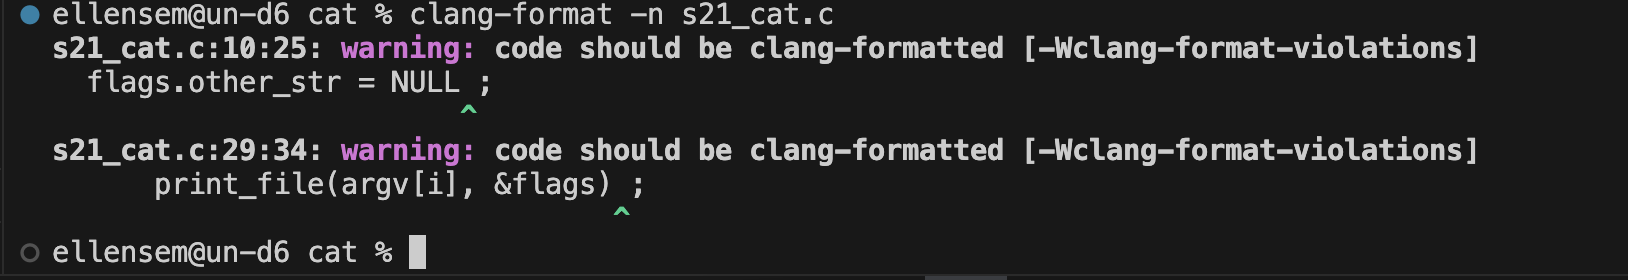 ellensem@un-d6 cat % clang-format -n s21_cat.c
s21_cat.c:10:25: warning: code should be clang-formatted [-Wclang-format-violations]
  flags.other_str = NULL ;
                        ^
s21_cat.c:29:34: warning: code should be clang-formatted [-Wclang-format-violations]
      print_file(argv[i], &flags) ;
                                 ^
ellensem@un-d6 cat %